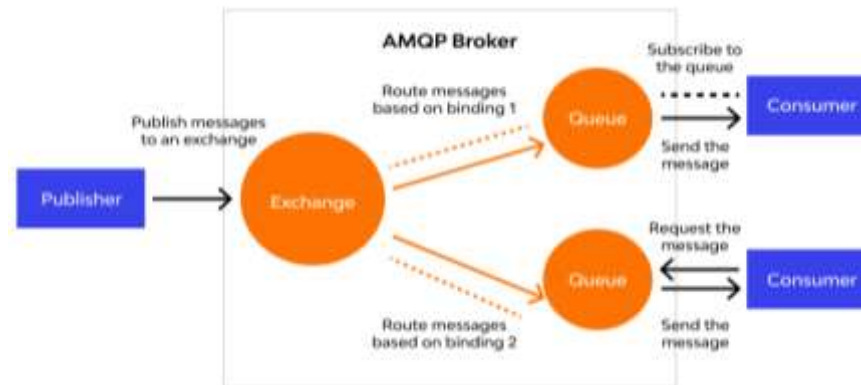 AMQP Broker
Subscribe to
the queue
Route messages
based on binding 1
Queue
Consumer
Publish messages
to an exchange
Send the
message
Publisher
Exchange
Request the
message
Queue
Consumer
Route messages
based on binding 2
Send the
message